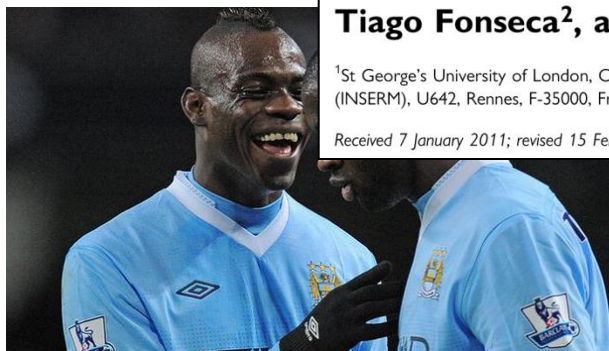 Tiago Fonseca², a
¹St George's University of London, C
(INSERM), U642, Rennes, F-35000, Fr
Received 7 January 2011; revised 15 Fe